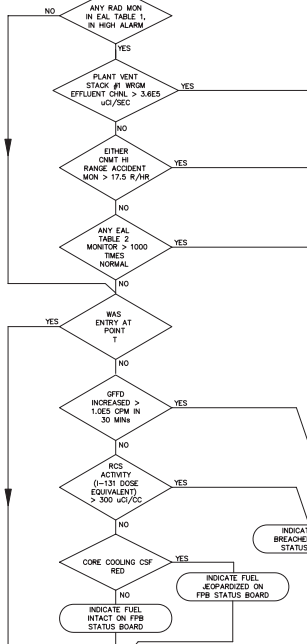 ANY RAD MON
IN EAL TABLE 1,
IN HIGH ALARM
NO
YES
PLANT VENT
STACK #1 WRGM
EFFLUENT CHNL > 3.6E5
uCI/SEC
YES
NO
EITHER
CNMT HI
RANGE ACCIDENT
MON > 17.5 R/HR
YES
NO
ANY EAL
TABLE 2
MONITOR > 1000
TIMES
NORMAL
YES
NO
WAS
ENTRY AT
POINT
T
YES
NO
GFFD
INCREASED >
1.0E5 CPM IN
30 MINs
YES
NO
RCS
ACTIVITY
(I-131 DOSE
EQUIVALENT)
> 300 uCI/CC
YES
NO
INDICAT
BREACHE
STATUS
CORE COOLING CSF
RED
YES
NO
INDICATE FUEL
JEOPARDIZED ON
FPB STATUS BOARD
INDICATE FUEL
INTACT ON FPB
STATUS BOARD